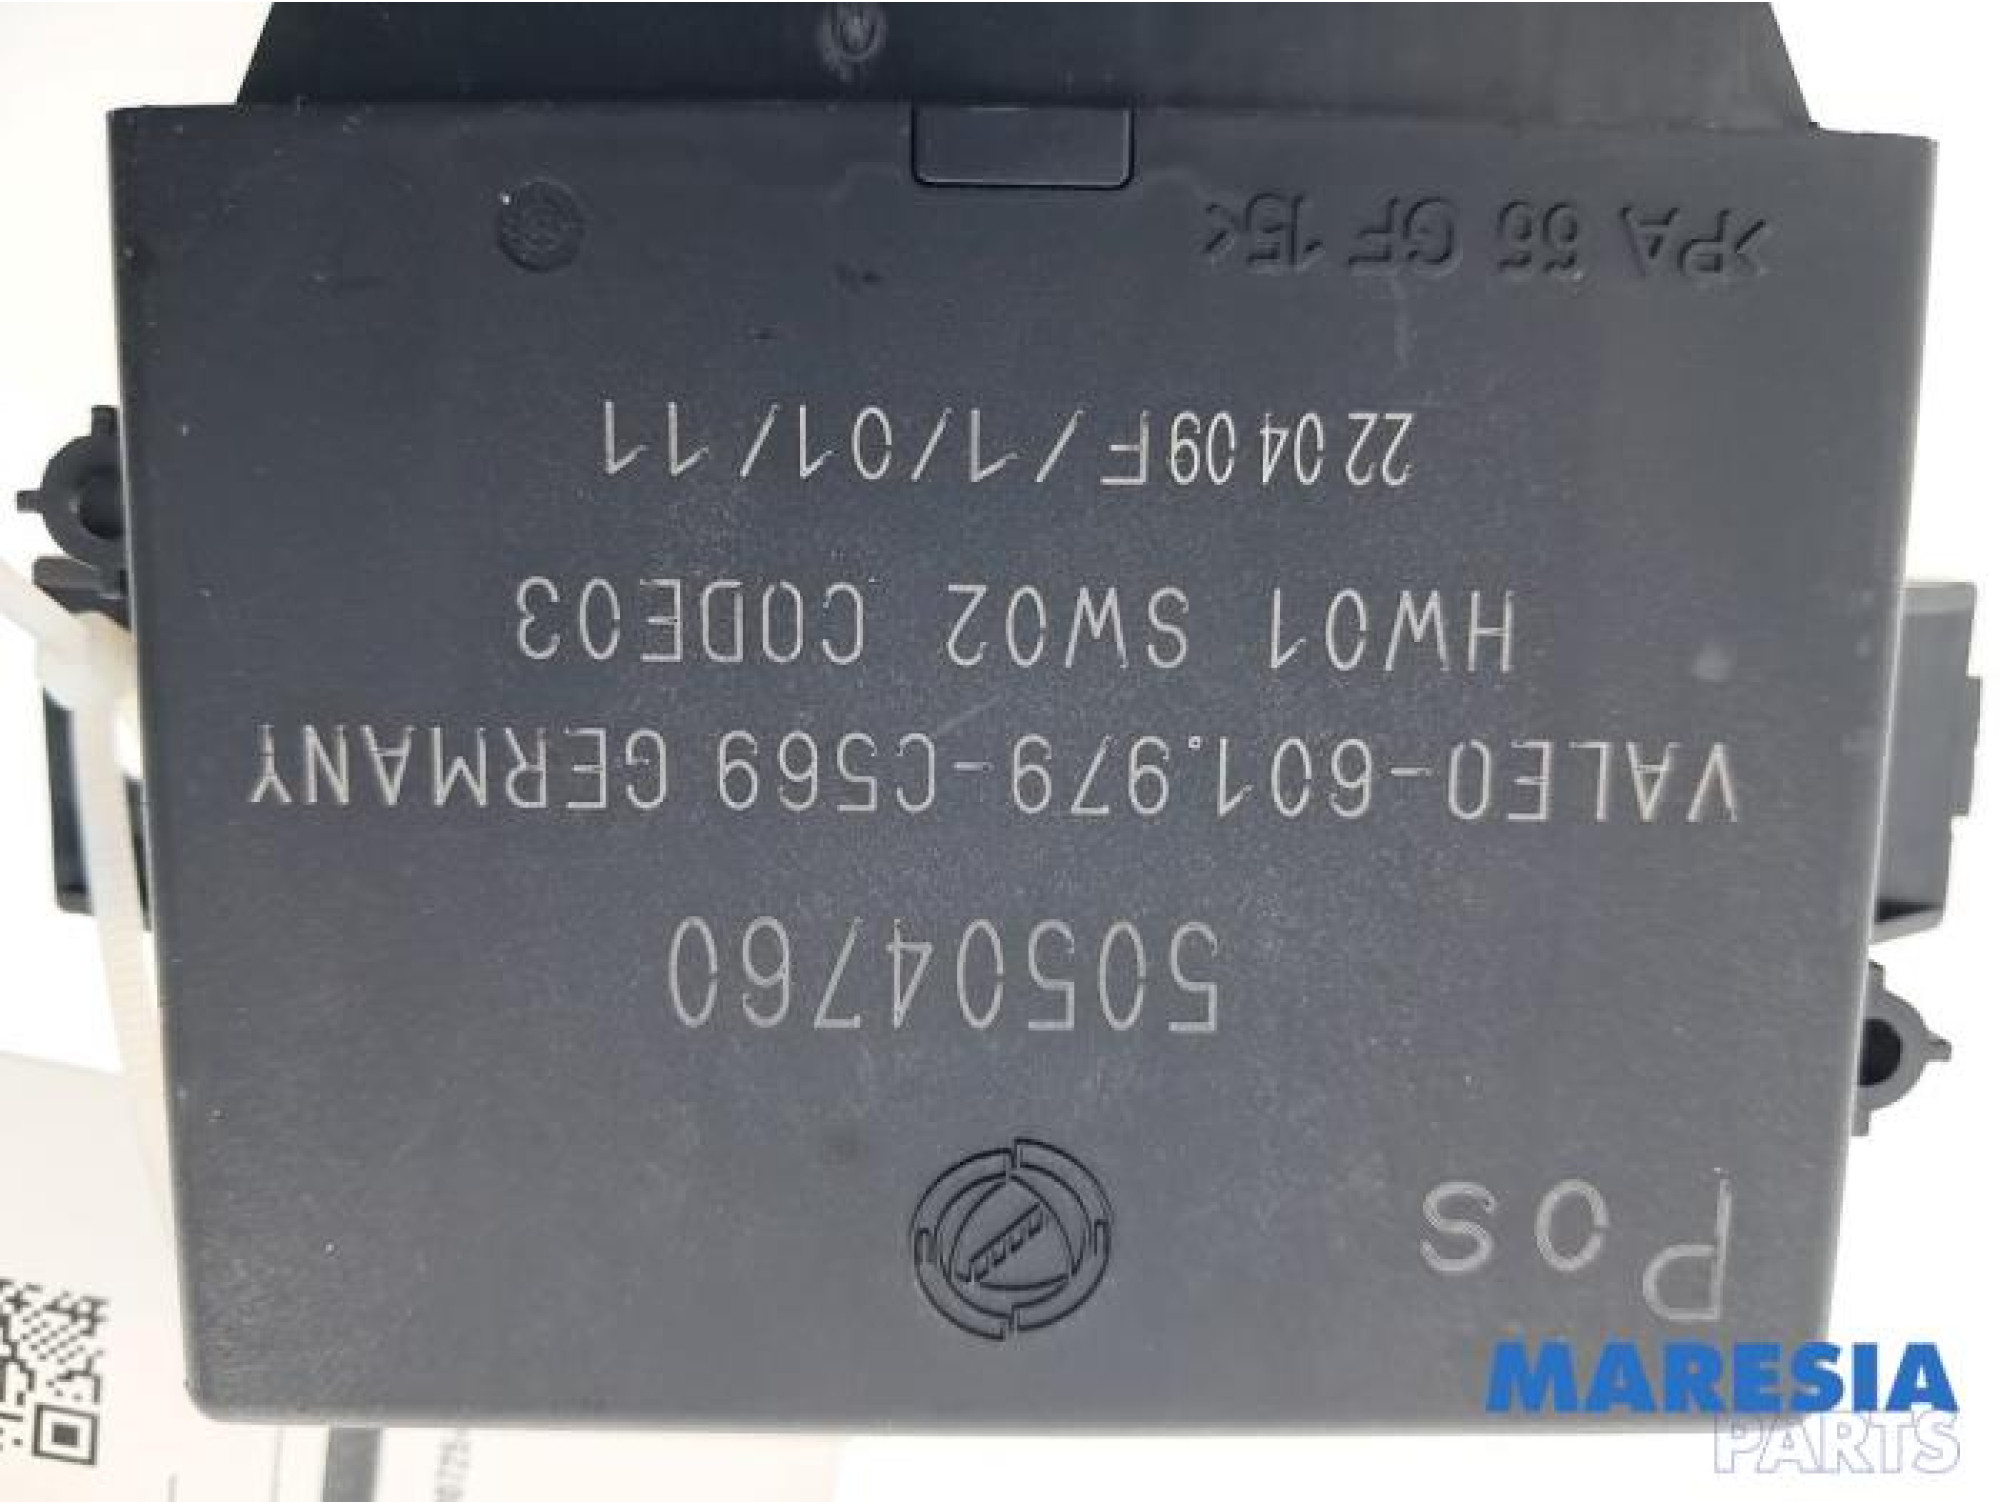 Pos
50504760
VALEO-601.979-C569 GERMANY
HW01 SW02 CODE03
220409F/1/01/11
>PA 66 GF 15<
MARESIA
PARTS